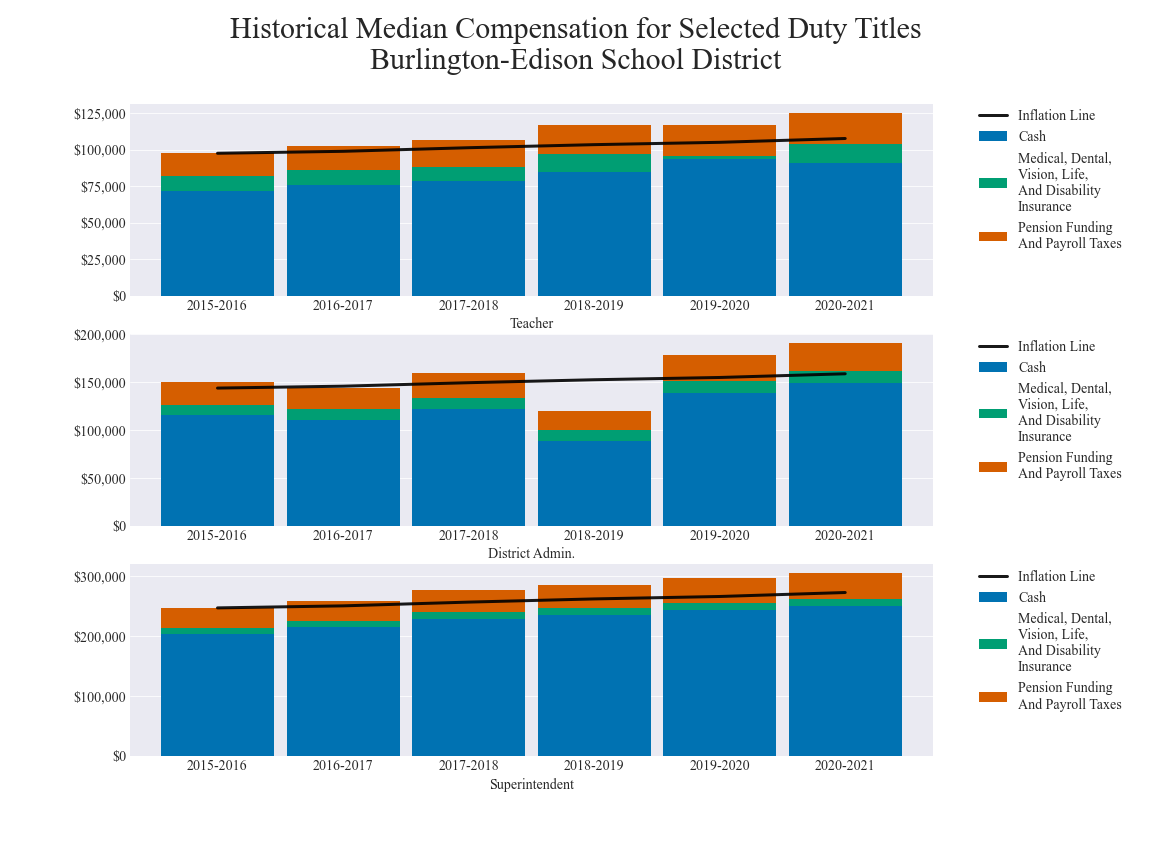 Historical Median Compensation for Selected Duty Titles
Burlington-Edison School District
$125,000
$100,000
$75,000
$50,000
$25,000
$0
2015-2016 2016-2017 2017-2018 2018-2019 2019-2020 2020-2021
Teacher
Inflation Line
Cash
Medical, Dental,
Vision, Life,
And Disability
Insurance
Pension Funding
And Payroll Taxes
$200,000
$150,000
$100,000
$50,000
$0
2015-2016 2016-2017 2017-2018 2018-2019 2019-2020 2020-2021
District Admin.
Inflation Line
Cash
Medical, Dental,
Vision, Life,
And Disability
Insurance
Pension Funding
And Payroll Taxes
$300,000
$200,000
$100,000
$0
2015-2016 2016-2017 2017-2018 2018-2019 2019-2020 2020-2021
Superintendent
Inflation Line
Cash
Medical, Dental,
Vision, Life,
And Disability
Insurance
Pension Funding
And Payroll Taxes